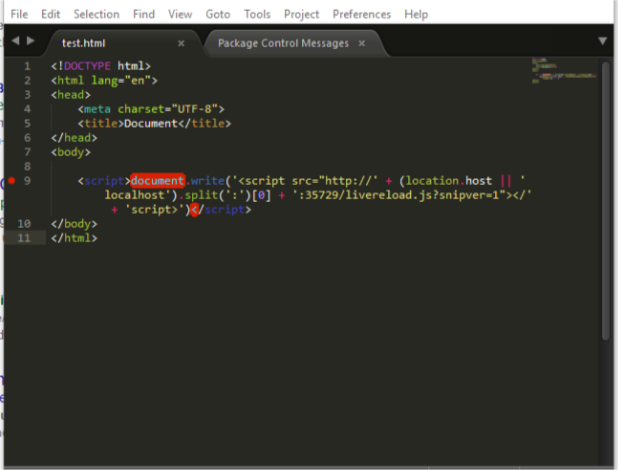 File Edit Selection Find View Goto Tools Project Preferences Help
test.html × Package Control Messages ×
1 <!DOCTYPE html>
2 <html lang="en">
3 <head>
4 <meta charset="UTF-8">
5 <title>Document</title>
6 </head>
7 <body>
8
9 <script>document.write('<script src="http://' + (location.host || '
localhost').split(':')[0] + ':35729/livereload.js?snipver=1"></'
+ 'script>')</script>
10 </body>
11 </html>